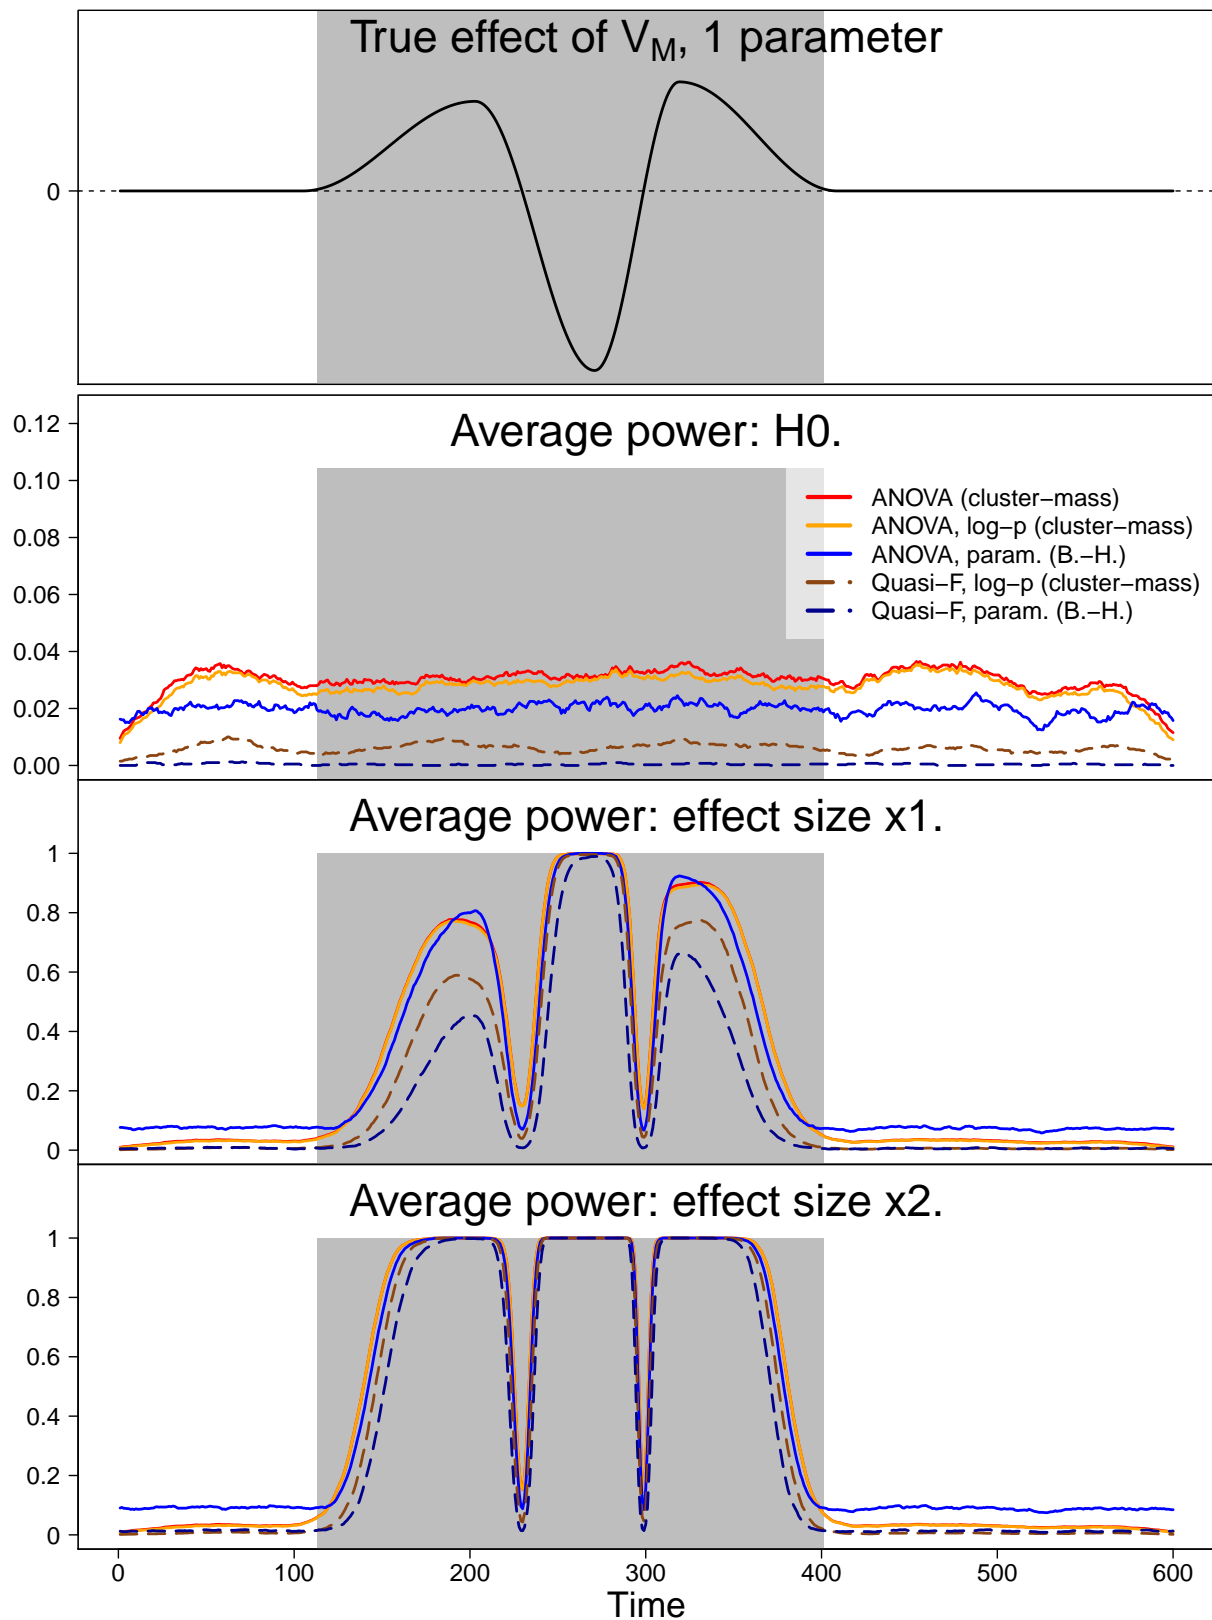 True effect of V_M, 1 parameter
0
Average power: H0.
0.12
0.10
0.08
0.06
0.04
0.02
0.00
ANOVA (cluster−mass)
ANOVA, log−p (cluster−mass)
ANOVA, param. (B.−H.)
Quasi−F, log−p (cluster−mass)
Quasi−F, param. (B.−H.)
Average power: effect size x1.
1
0.8
0.6
0.4
0.2
0
Average power: effect size x2.
1
0.8
0.6
0.4
0.2
0
0 100 200 300 400 500 600
Time